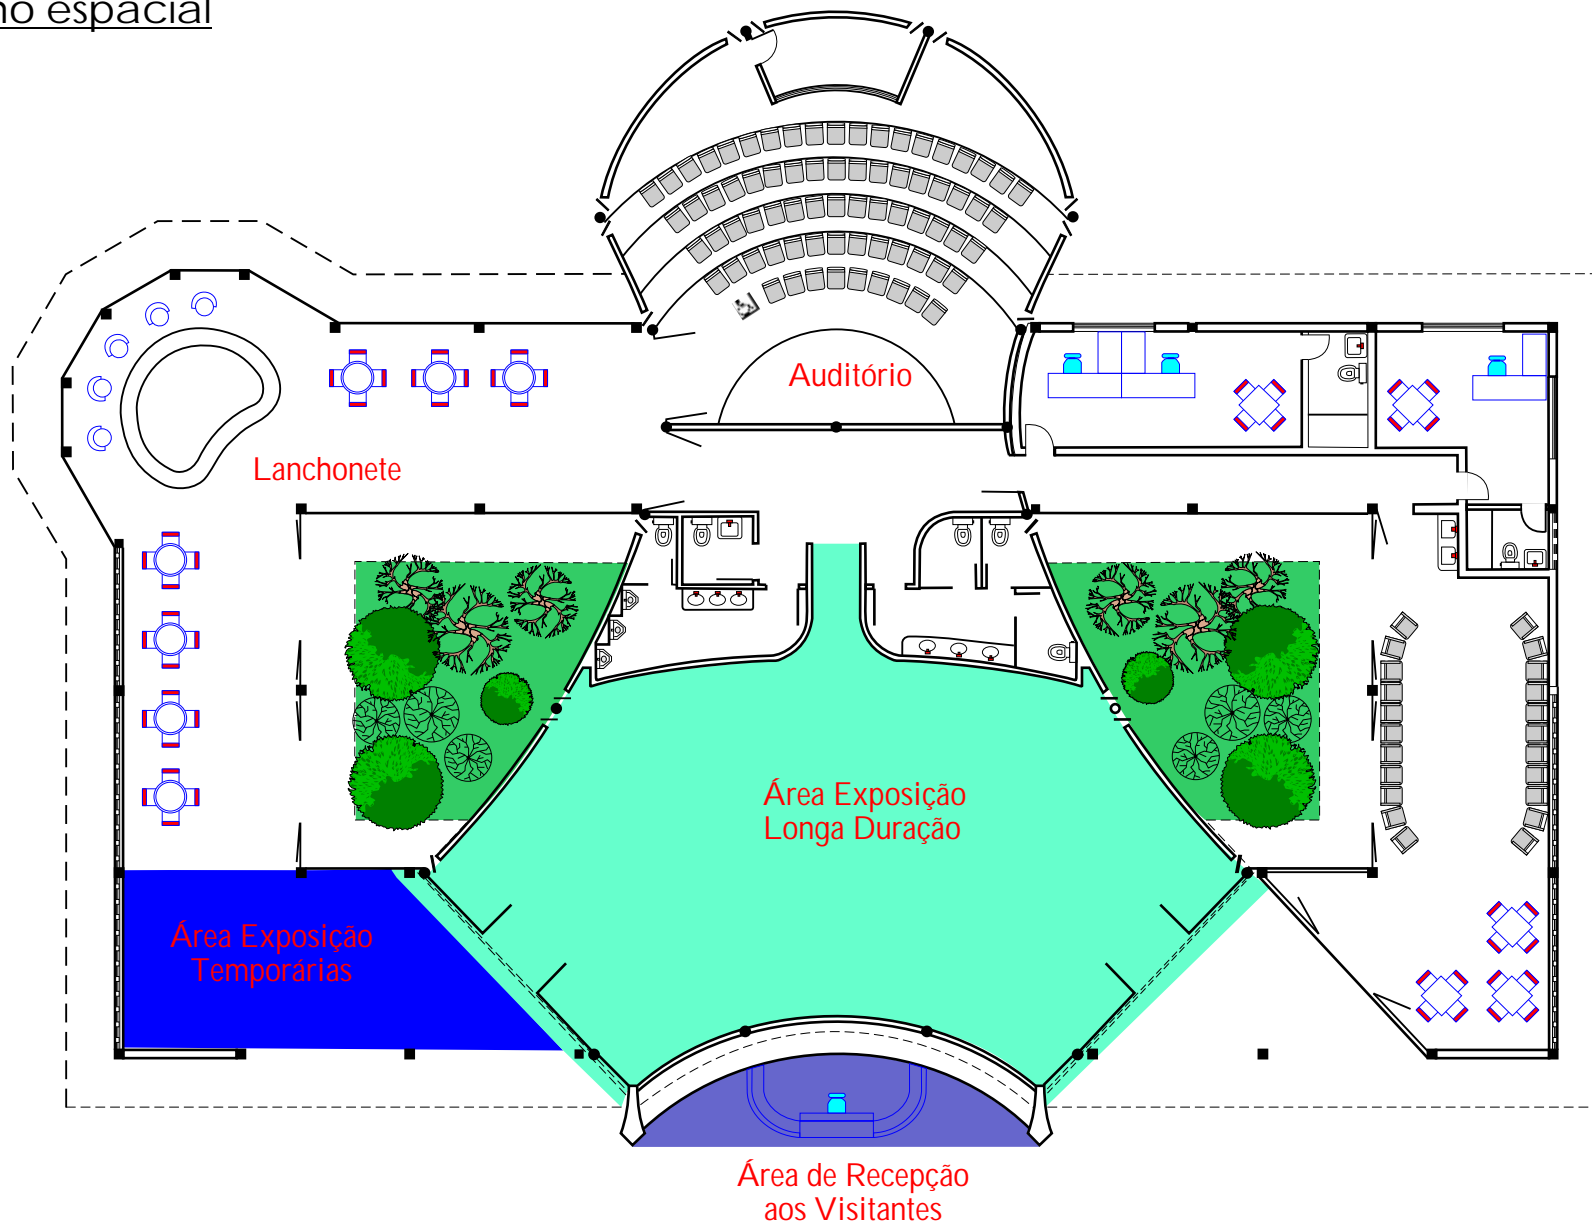 no espacial
Auditório
Lanchonete
Área Exposição
Longa Duração
Área Exposição
Temporárias
Área de Recepção
aos Visitantes